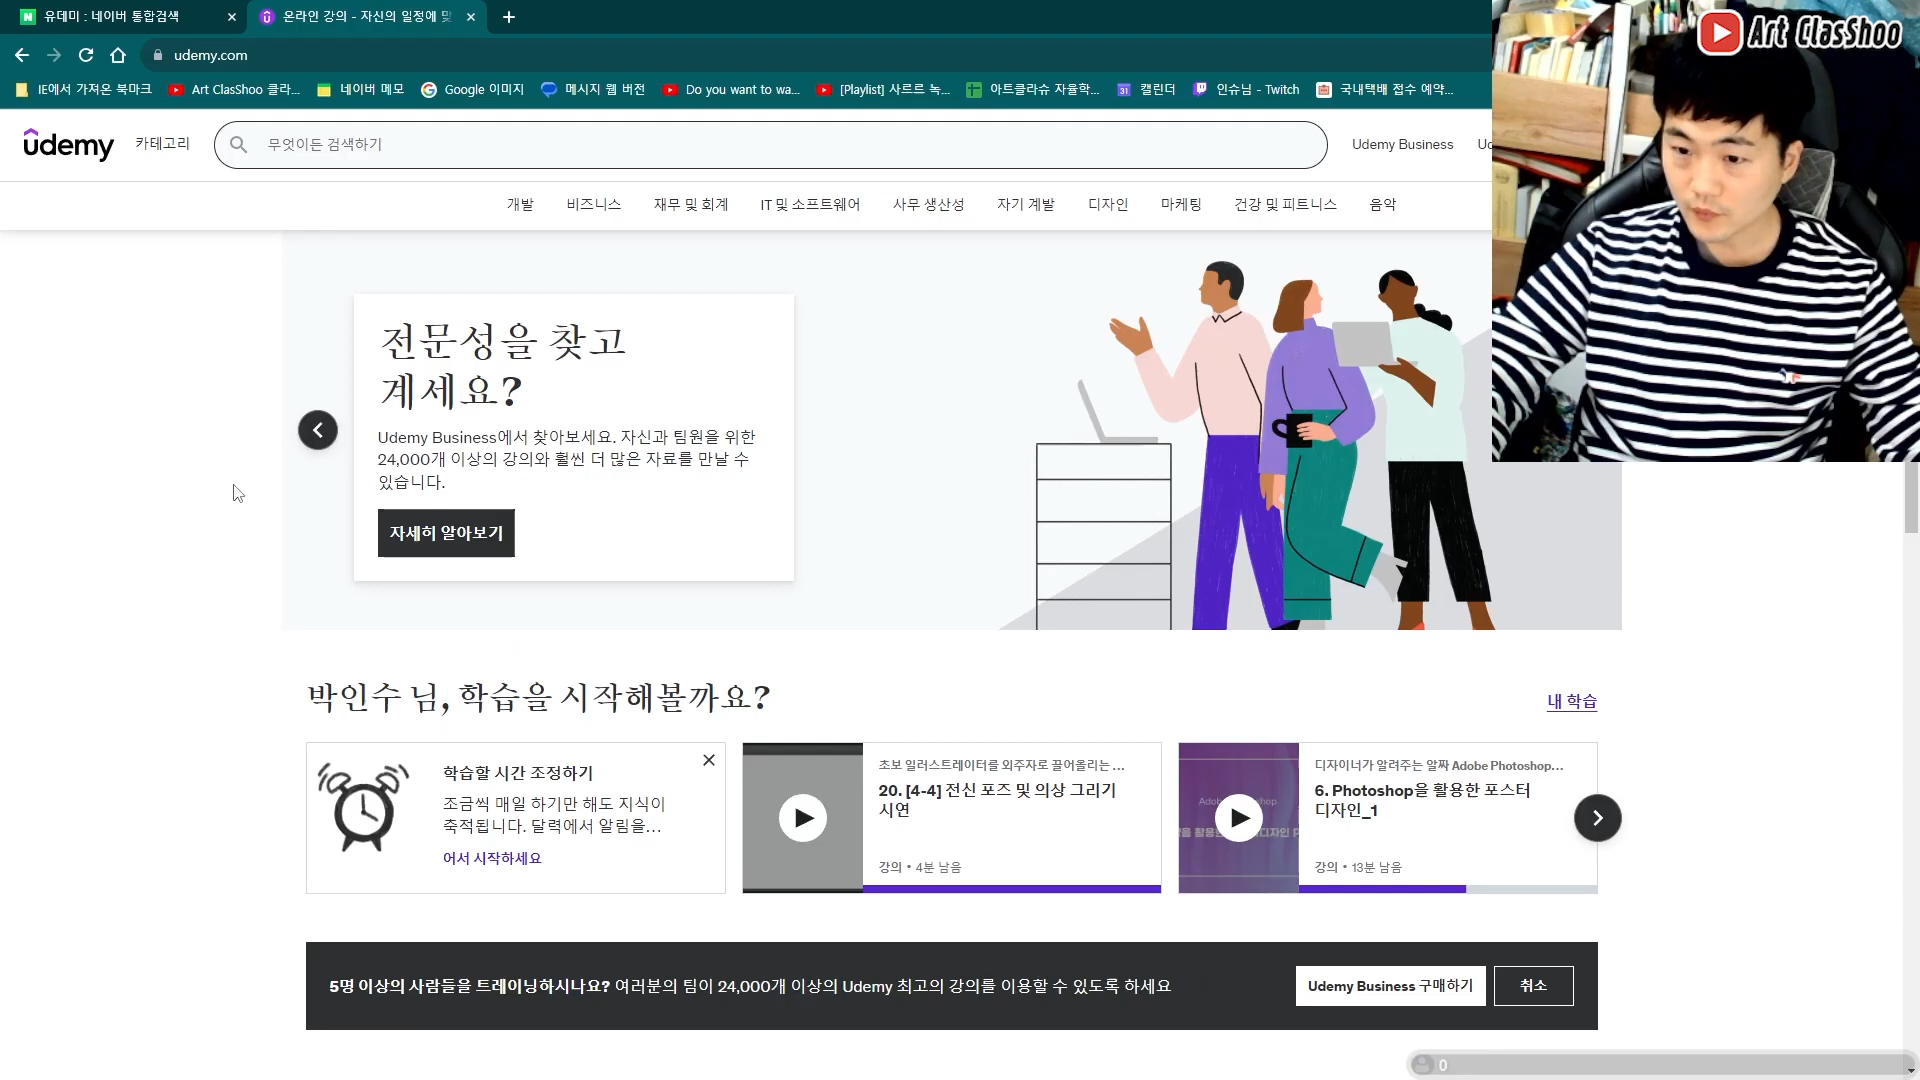 유데미 : 네이버 통합검색
온라인 강의 - 자신의 일정에 맞
Art ClasShoo
udemy.com
IE에서 가져온 북마크
Art ClasShoo 클라...
네이버 메모
Google 이미지
메시지 웹 버전
Do you want to wa...
[Playlist] 사르르 녹...
아트클라슈 자율학...
31
캘린더
인슈님 - Twitch
국내택배 접수 예약...
udemy
카테고리
무엇이든 검색하기
Udemy Business
개발
비즈니스
재무 및 회계
IT 및 소프트웨어
사무 생산성
자기 계발
디자인
마케팅
건강 및 피트니스
음악
전문성을 찾고
계세요?
Udemy Business에서 찾아보세요. 자신과 팀원을 위한
24,000개 이상의 강의와 훨씬 더 많은 자료를 만날 수
있습니다.
자세히 알아보기
박인수 님, 학습을 시작해볼까요?
내 학습
학습할 시간 조정하기
조금씩 매일 하기만 해도 지식이
축적됩니다. 달력에서 알림을...
어서 시작하세요
초보 일러스트레이터를 외주자로 끌어올리는 ...
20. [4-4] 전신 포즈 및 의상 그리기
시연
강의 • 4분 남음
디자이너가 알려주는 알짜 Adobe Photoshop...
6. Photoshop을 활용한 포스터
디자인_1
강의 • 13분 남음
5명 이상의 사람들을 트레이닝하시나요? 여러분의 팀이 24,000개 이상의 Udemy 최고의 강의를 이용할 수 있도록 하세요
Udemy Business 구매하기
취소
0